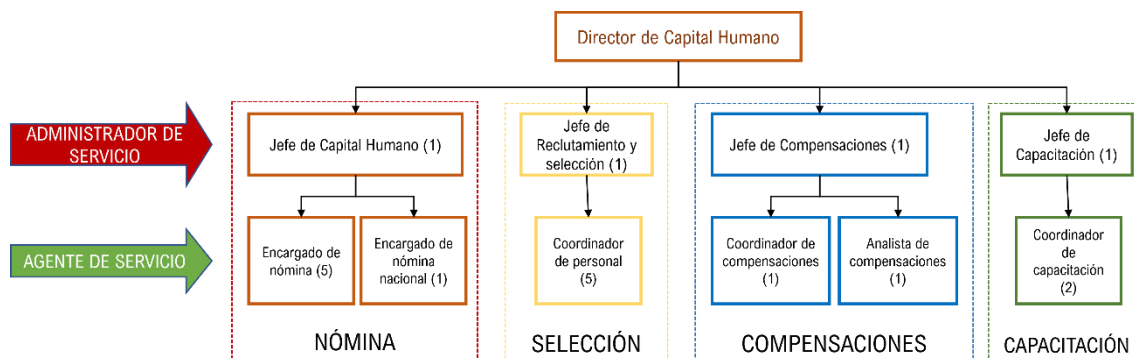 Director de Capital Humano
ADMINISTRADOR DE
SERVICIO
Jefe de Capital Humano (1)
Jefe de
Reclutamiento y
selección (1)
Jefe de Compensaciones (1)
Jefe de
Capacitación (1)
AGENTE DE SERVICIO
Encargado de
nómina (5)
Encargado de
nómina
nacional (1)
Coordinador
de personal
(5)
Coordinador de
compensaciones
(1)
Analista de
compensaciones
(1)
Coordinador
de
capacitación
(2)
NÓMINA
SELECCIÓN
COMPENSACIONES
CAPACITACIÓN